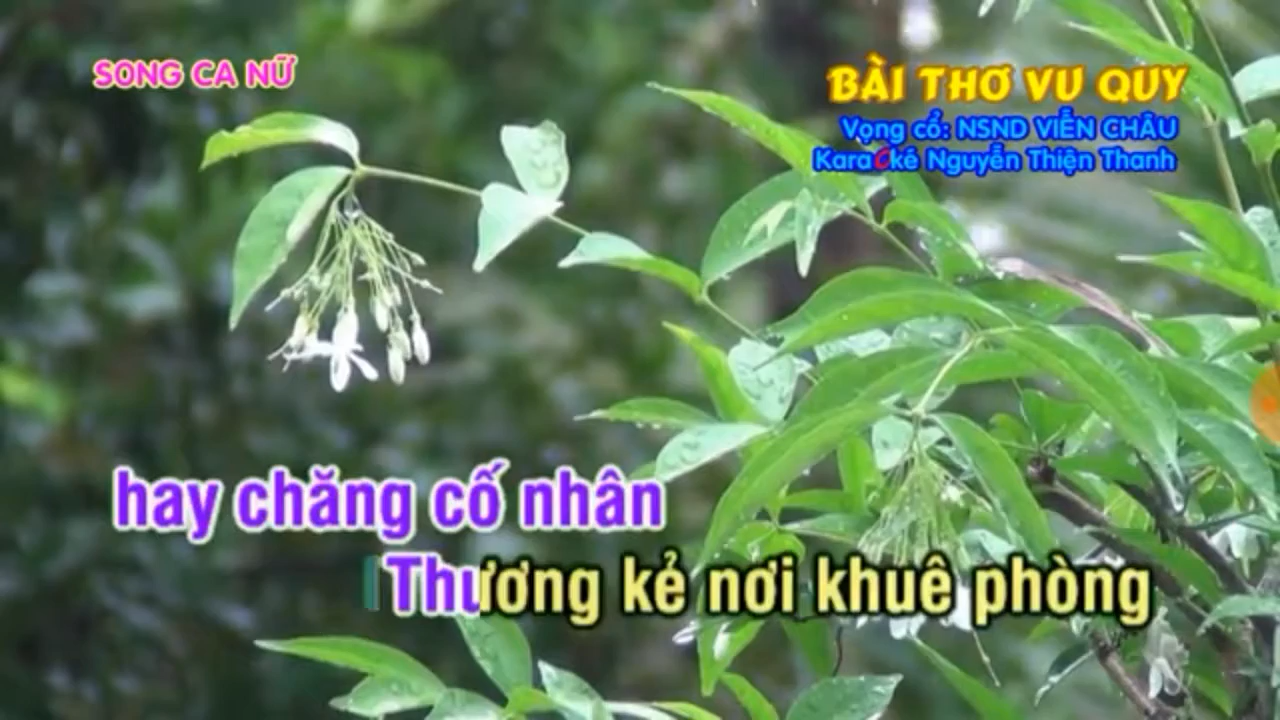 SONG CA NỮ
BÀI THƠ VU QUY
Vọng cổ: NSND VIỄN CHÂU
KaraCké Nguyễn Thiện Thanh
hay chăng cố nhân
Thương kẻ nơi khuê phòng